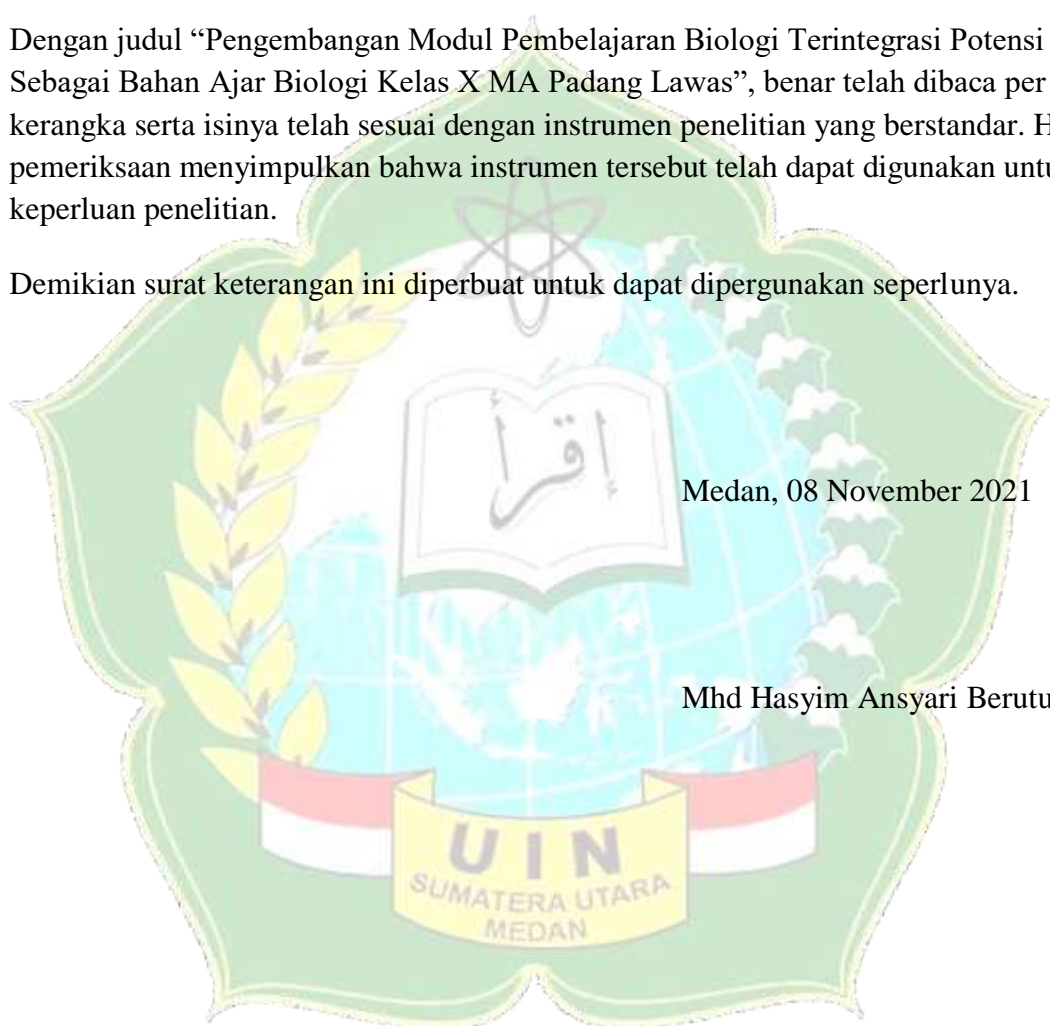 Dengan judul “Pengembangan Modul Pembelajaran Biologi Terintegrasi Potensi
Sebagai Bahan Ajar Biologi Kelas X MA Padang Lawas”, benar telah dibaca per
kerangka serta isinya telah sesuai dengan instrumen penelitian yang berstandar. H
pemeriksaan menyimpulkan bahwa instrumen tersebut telah dapat digunakan untu
keperluan penelitian.
Demikian surat keterangan ini diperbuat untuk dapat dipergunakan seperlunya.
إقرأ
Medan, 08 November 2021
Mhd Hasyim Ansyari Berutu
UIN
SUMATERA UTARA
MEDAN